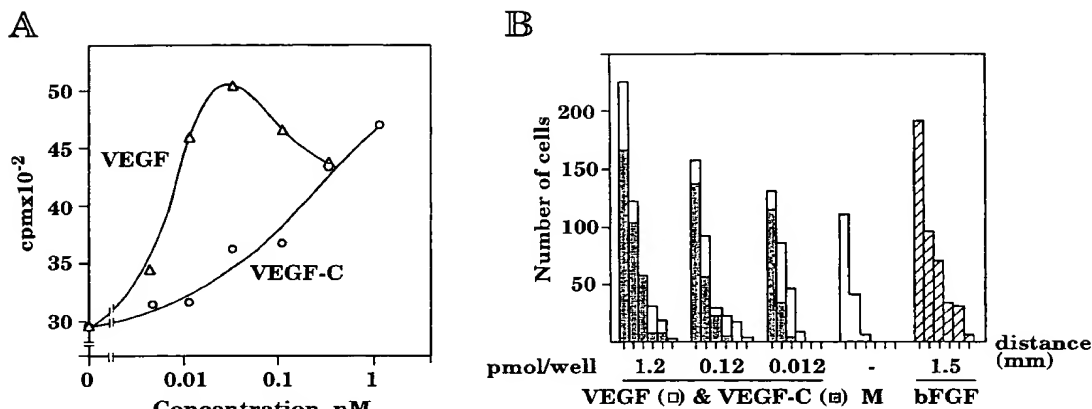 A
cpmx10-2
50
45
40
35
30
VEGF
VEGF-C
0
0.01
0.1
1
Concentration, nM
B
Number of cells
200
150
100
50
pmol/well
1.2
0.12
0.012
-
1.5
distance
(mm)
VEGF (□) & VEGF-C (▣) M bFGF